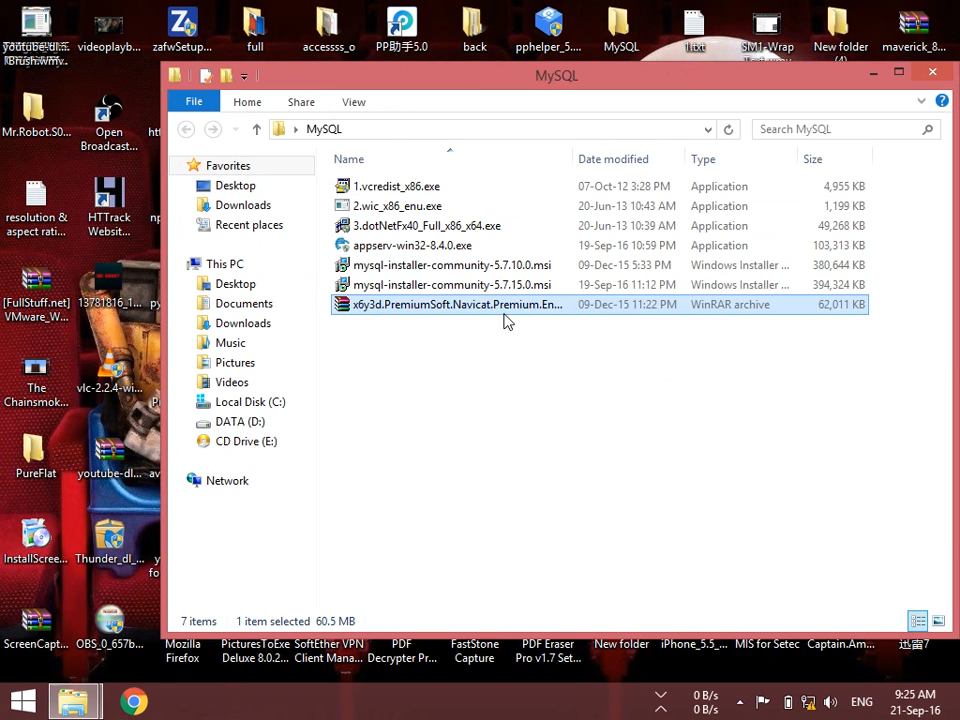 youtube-dl...
videoplayb...
zafwSetup...
full
accessss_o
PP助手5.0
back
pphelper_5....
MySQL
1.txt
SM1-Wrap
New folder
(4)
maverick_8...
MySQL
File
Home
Share
View
MySQL
Search MySQL
Mr.Robot.S0...
Open
Broadcast...
Favorites
Desktop
Downloads
Recent places
This PC
Desktop
Documents
Downloads
Music
Pictures
Videos
Local Disk (C:)
DATA (D:)
CD Drive (E:)
Network
Name
Date modified
Type
Size
1.vcredist_x86.exe 07-Oct-12 3:28 PM Application 4,955 KB
2.wic_x86_enu.exe 20-Jun-13 10:43 AM Application 1,199 KB
3.dotNetFx40_Full_x86_x64.exe 20-Jun-13 10:39 AM Application 49,268 KB
appserv-win32-8.4.0.exe 19-Sep-16 10:59 PM Application 103,313 KB
mysql-installer-community-5.7.10.0.msi 09-Dec-15 5:33 PM Windows Installer ... 380,644 KB
mysql-installer-community-5.7.15.0.msi 19-Sep-16 11:12 PM Windows Installer ... 394,324 KB
x6y3d.PremiumSoft.Navicat.Premium.En... 09-Dec-15 11:22 PM WinRAR archive 62,011 KB
resolution &
aspect rati...
HTTrack
Websit...
[FullStuff.net]
VMware_W...
13781816_1...
The
Chainsmok...
vlc-2.2.4-wi...
PureFlat
youtube-dl...
InstallScree...
Thunder_dl_...
ScreenCapt...
OBS_0_657b...
7 items 1 item selected 60.5 MB
Mozilla
Firefox
PicturesToExe
Deluxe 8.0.2...
SoftEther VPN
Client Mana...
PDF
Decrypter Pr...
FastStone
Capture
PDF Eraser
Pro v1.7 Set...
New folder
iPhone_5.5_...
MIS for Setec
Captain.Am...
迅雷7
0 B/s
0 B/s
ENG
9:25 AM
21-Sep-16